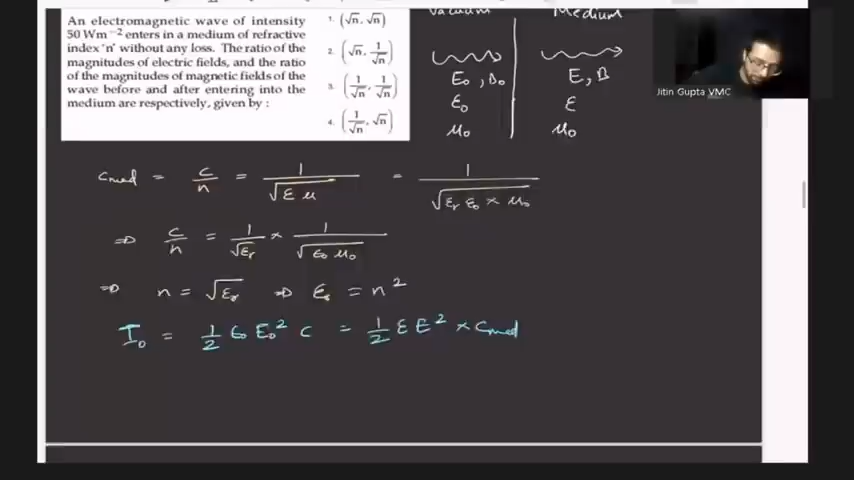 An electromagnetic wave of intensity
50 Wm⁻² enters in a medium of refractive
index 'n' without any loss. The ratio of the
magnitudes of electric fields, and the ratio
of the magnitudes of magnetic fields of the
wave before and after entering into the
medium are respectively, given by :
1. (√n, √n)
2. (√n, 1/√n)
3. (1/√n, 1/√n)
4. (1/√n, √n)
Vacuum
E₀, B₀
ε₀
μ₀
Medium
E, B
ε
μ₀
Jitin Gupta VMC
Cmed = c/n = 1/√(ε μ) = 1/√(εᵣ ε₀ × μ₀)
⇒ c/n = 1/√εᵣ × 1/√(ε₀ μ₀)
⇒ n = √εᵣ ⇒ εᵣ = n²
I₀ = 1/2 ε₀ E₀² c = 1/2 ε E² × Cmed